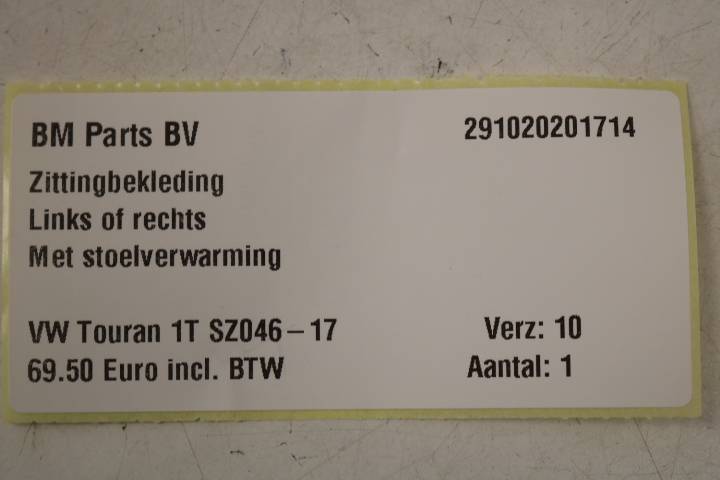 BM Parts BV 291020201714
Zittingbekleding
Links of rechts
Met stoelverwarming
VW Touran 1T SZ046 – 17 Verz: 10
69.50 Euro incl. BTW Aantal: 1